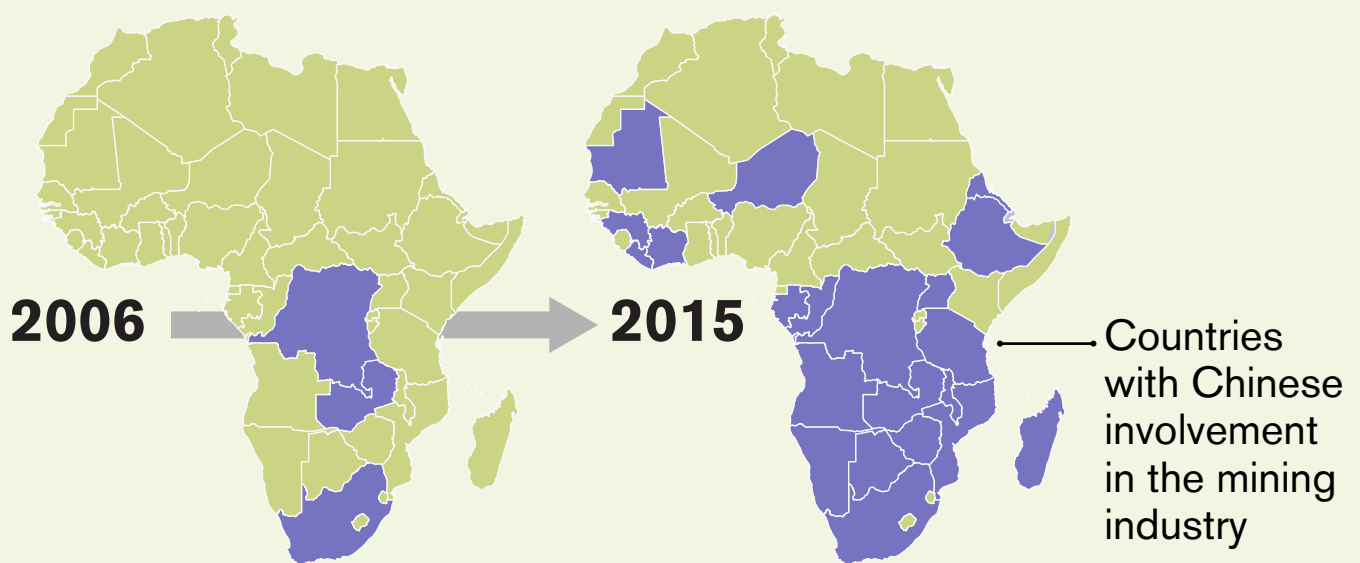 2006
2015
Countries
with Chinese
involvement
in the mining
industry